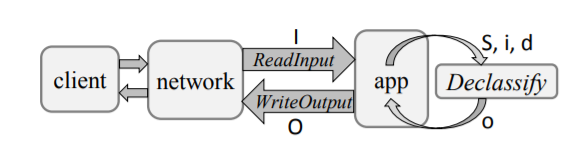 I
ReadInput
S, i, d
client
network
app
Declassify
WriteOutput
O
o